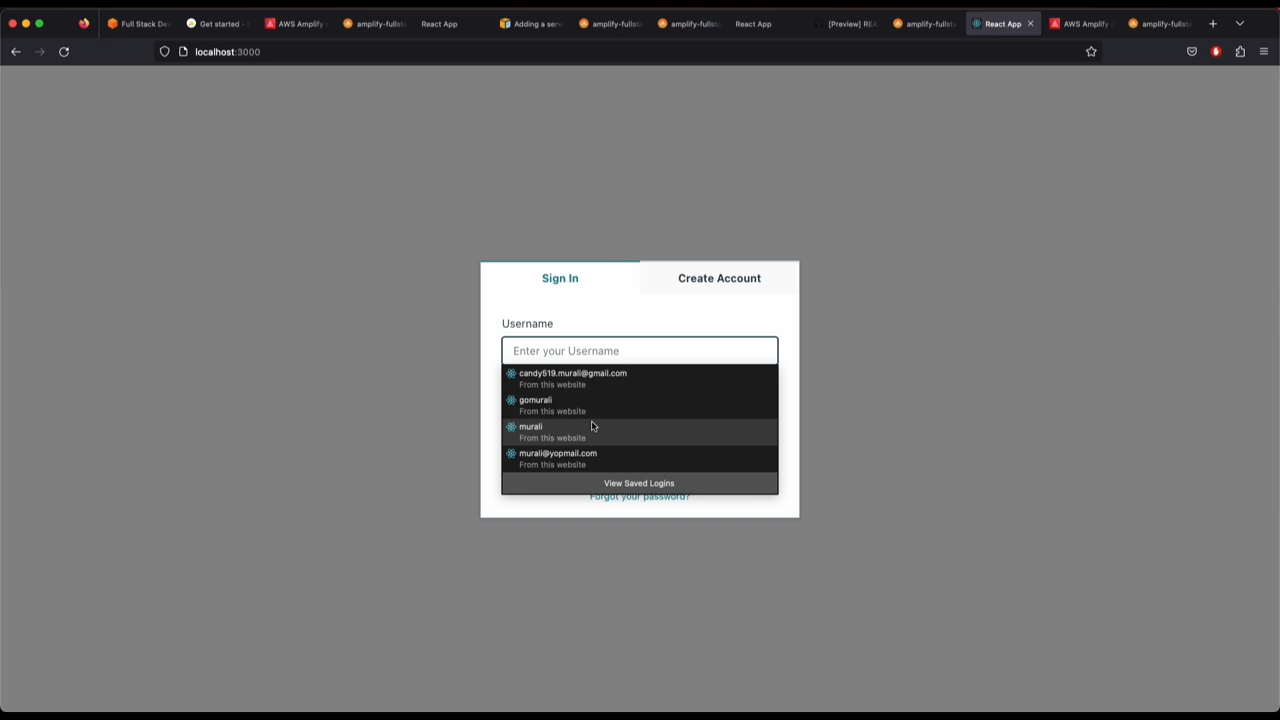 Full Stack De
Get started -
AWS Amplify
amplify-fullst
React App
Adding a serv
amplify-fullst
amplify-fullst
React App
[Preview] REA
amplify-fullst
React App
AWS Amplify
amplify-fullst
localhost:3000
Sign In
Create Account
Username
Enter your Username
candy519.murali@gmail.com
From this website
gomurali
From this website
murali
From this website
murali@yopmail.com
From this website
View Saved Logins
Forgot your password?